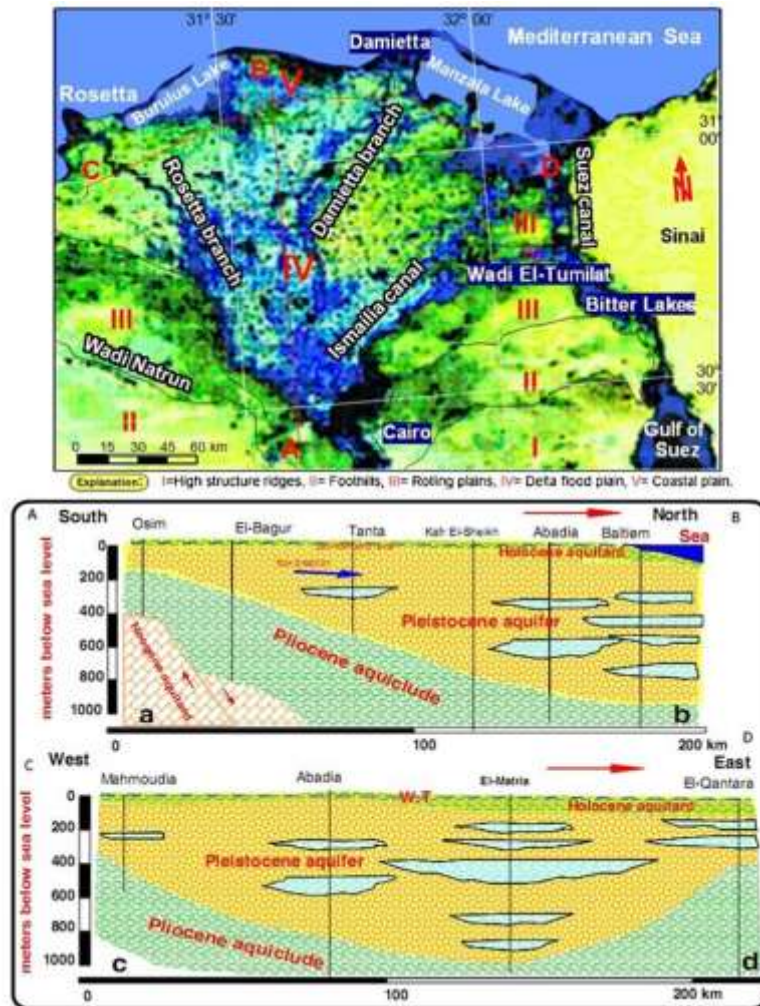 31° 30'
32° 00'
Damietta
Mediterranean Sea
Rosetta
Burulus Lake
B
V
Manzala Lake
31°
00'
C
Rosetta branch
Damietta branch
D
Suez canal
N
Sinai
III
IV
Wadi El-Tumilat
Ismailia canal
III
III
Bitter Lakes
Wadi Natrun
II
30°
30'
II
A
Cairo
I
Gulf of
Suez
0 15 30 45 60 km
Explanation: I=High structure ridges, II= Foothills, III= Rolling plains, IV= Delta flood plain, V= Coastal plain.
A South North B
Osim El-Bagur Tanta Kafr El-Sheikh Abadia Baltiem Sea
Holocene aquitard
meters below sea level
0
200
400
600
800
1000
Pleistocene aquifer
Pliocene aquiclude
a b
0 100 200 km
C West East D
Mahmoudia Abadia El-Matria El-Qantara
W.T
Holocene aquitard
meters below sea level
0
200
400
600
800
1000
Pleistocene aquifer
Pliocene aquiclude
c d
0 100 200 km